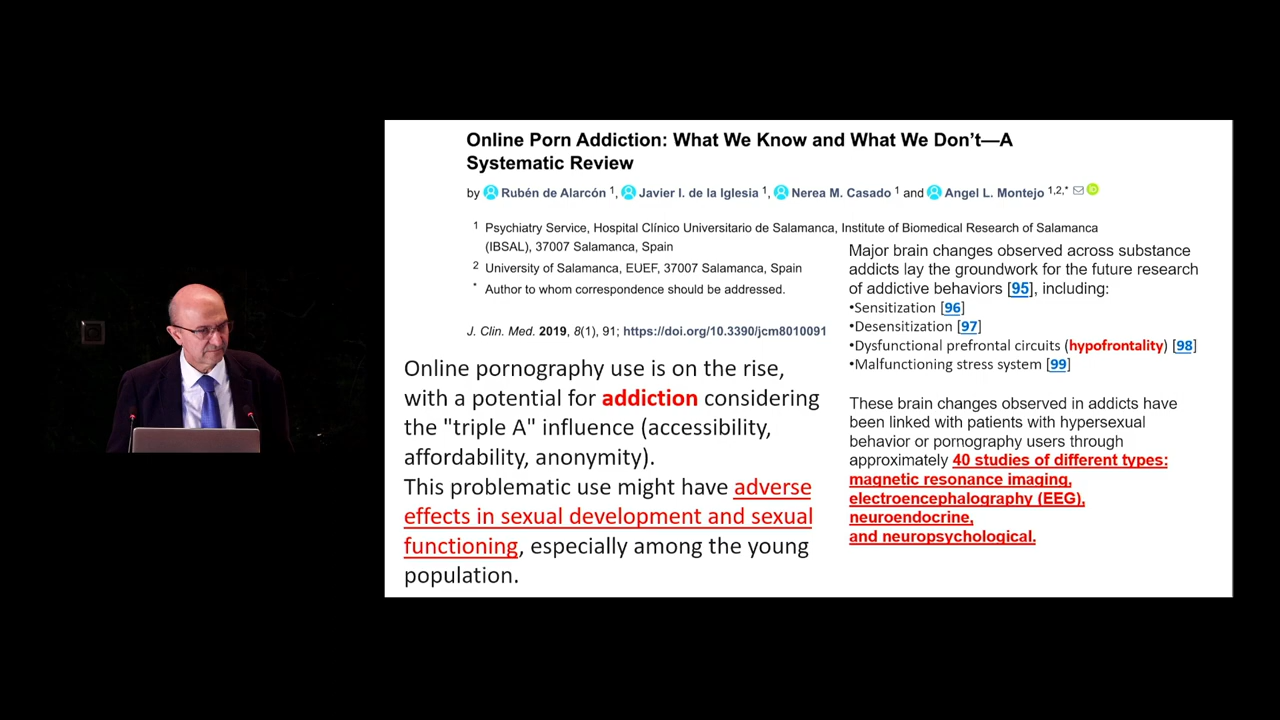 Online Porn Addiction: What We Know and What We Don’t—A
Systematic Review
by Rubén de Alarcón 1, Javier I. de la Iglesia 1, Nerea M. Casado 1 and Angel L. Montejo 1,2,* iD
1 Psychiatry Service, Hospital Clínico Universitario de Salamanca, Institute of Biomedical Research of Salamanca
(IBSAL), 37007 Salamanca, Spain
2 University of Salamanca, EUEF, 37007 Salamanca, Spain
* Author to whom correspondence should be addressed.
J. Clin. Med. 2019, 8(1), 91; https://doi.org/10.3390/jcm8010091
Online pornography use is on the rise,
with a potential for addiction considering
the "triple A" influence (accessibility,
affordability, anonymity).
This problematic use might have adverse
effects in sexual development and sexual
functioning, especially among the young
population.
Major brain changes observed across substance
addicts lay the groundwork for the future research
of addictive behaviors [95], including:
•Sensitization [96]
•Desensitization [97]
•Dysfunctional prefrontal circuits (hypofrontality) [98]
•Malfunctioning stress system [99]
These brain changes observed in addicts have
been linked with patients with hypersexual
behavior or pornography users through
approximately 40 studies of different types:
magnetic resonance imaging,
electroencephalography (EEG),
neuroendocrine,
and neuropsychological.